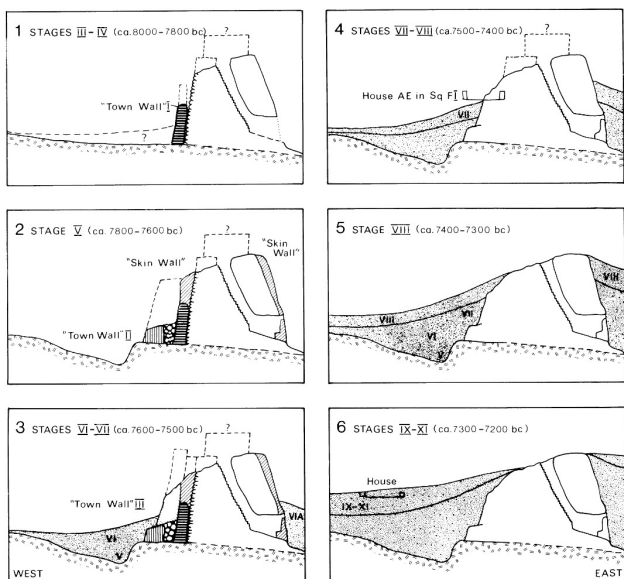 1 STAGES III–IV (ca. 8000–7800 bc)
?
"Town Wall" I
?
2 STAGE V (ca. 7800–7600 bc)
?
"Skin Wall"
"Skin Wall"
"Town Wall" II
3 STAGES VI–VII (ca. 7600–7500 bc)
?
"Town Wall" III
VI
V
VIA
WEST
4 STAGES VII–VIII (ca. 7500–7400 bc)
?
House AE in Sq FI
VII
5 STAGE VIII (ca. 7400–7300 bc)
VIII
VII
VI
V
VIII
6 STAGES IX–XI (ca. 7300–7200 bc)
House
IX–XI
EAST